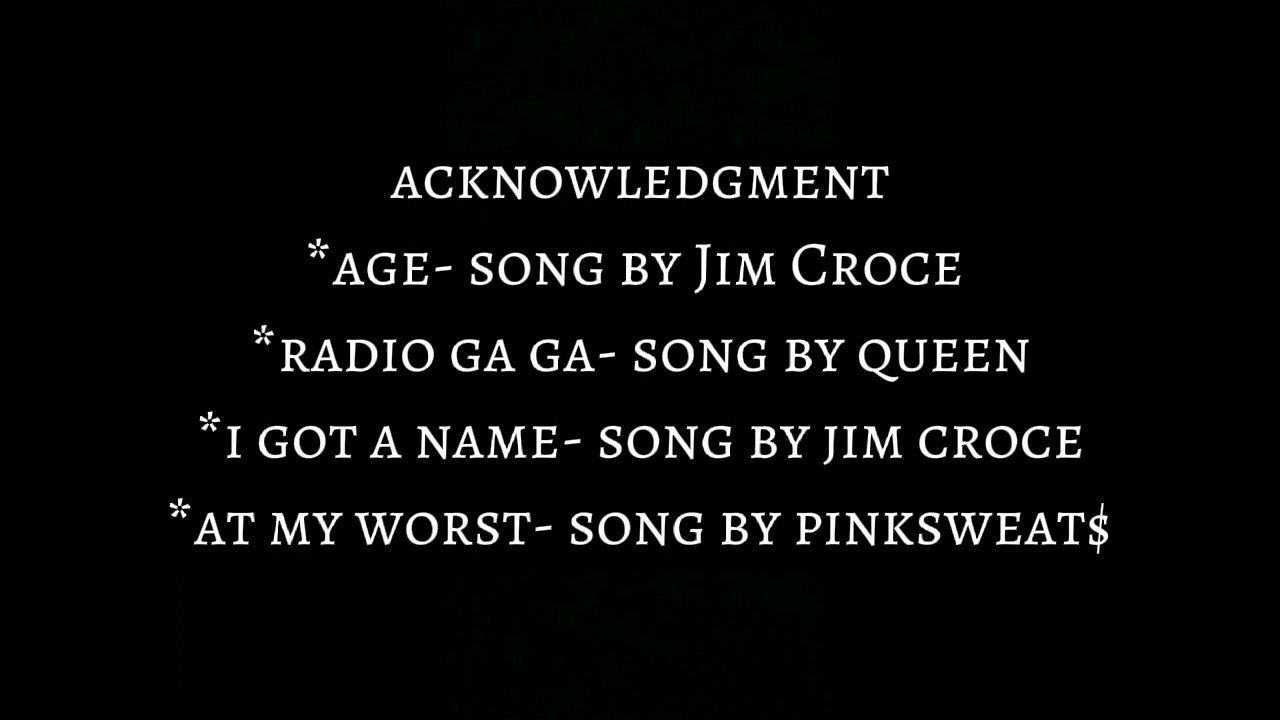 ACKNOWLEDGMENT
*AGE- SONG BY JIM CROCE
*RADIO GA GA- SONG BY QUEEN
*I GOT A NAME- SONG BY JIM CROCE
*AT MY WORST- SONG BY PINKSWEAT$